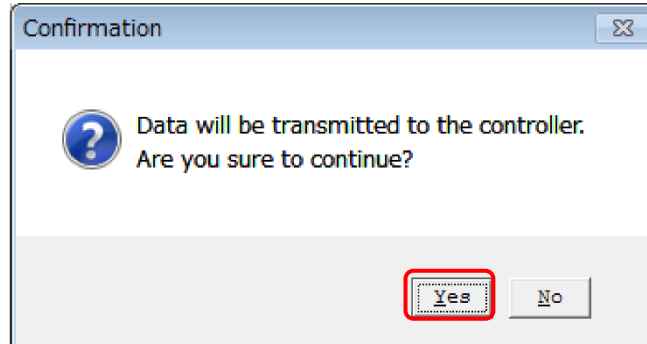 Confirmation
Data will be transmitted to the controller.
Are you sure to continue?
Yes
No